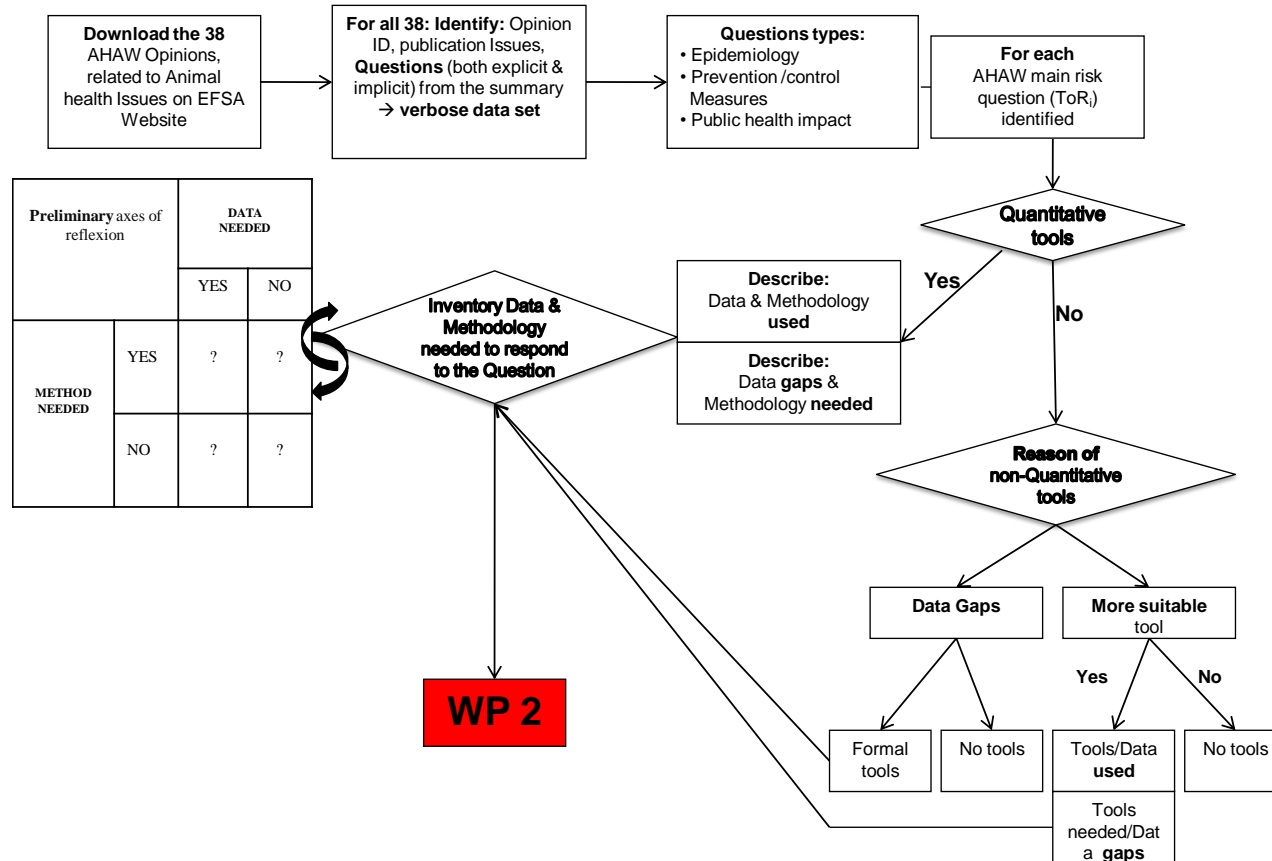 Download the 38
AHAW Opinions,
related to Animal
health Issues on EFSA
Website
For all 38: Identify: Opinion
ID, publication Issues,
Questions (both explicit &
implicit) from the summary
→ verbose data set
Questions types:
• Epidemiology
• Prevention /control
Measures
• Public health impact
For each
AHAW main risk
question (ToRi)
identified
Preliminary axes of
reflexion
DATA
NEEDED
YES
NO
METHOD
NEEDED
YES
?
?
NO
?
?
Inventory Data &
Methodology
needed to respond
to the Question
Describe:
Data & Methodology
used
Describe:
Data gaps &
Methodology needed
Quantitative
tools
Yes
No
Reason of
non-Quantitative
tools
Data Gaps
More suitable
tool
Yes
No
WP 2
Formal
tools
No tools
Tools/Data
used
No tools
Tools
needed/Dat
a gaps